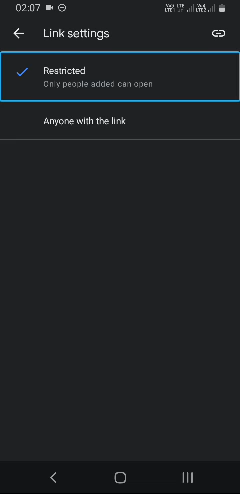 02:07
Link settings
Restricted
Only people added can open
Anyone with the link